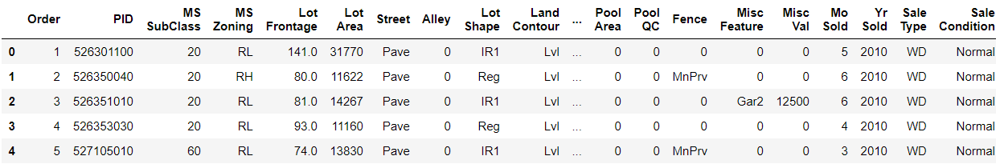 Order PID MS SubClass MS Zoning Lot Frontage Lot Area Street Alley Lot Shape Land Contour ... Pool Area Pool QC Fence Misc Feature Misc Val Mo Sold Yr Sold Sale Type Sale Condition
0 1 526301100 20 RL 141.0 31770 Pave 0 IR1 Lvl ... 0 0 0 0 0 5 2010 WD Normal
1 2 526350040 20 RH 80.0 11622 Pave 0 Reg Lvl ... 0 0 MnPrv 0 0 6 2010 WD Normal
2 3 526351010 20 RL 81.0 14267 Pave 0 IR1 Lvl ... 0 0 0 Gar2 12500 6 2010 WD Normal
3 4 526353030 20 RL 93.0 11160 Pave 0 Reg Lvl ... 0 0 0 0 0 4 2010 WD Normal
4 5 527105010 60 RL 74.0 13830 Pave 0 IR1 Lvl ... 0 0 MnPrv 0 0 3 2010 WD Normal